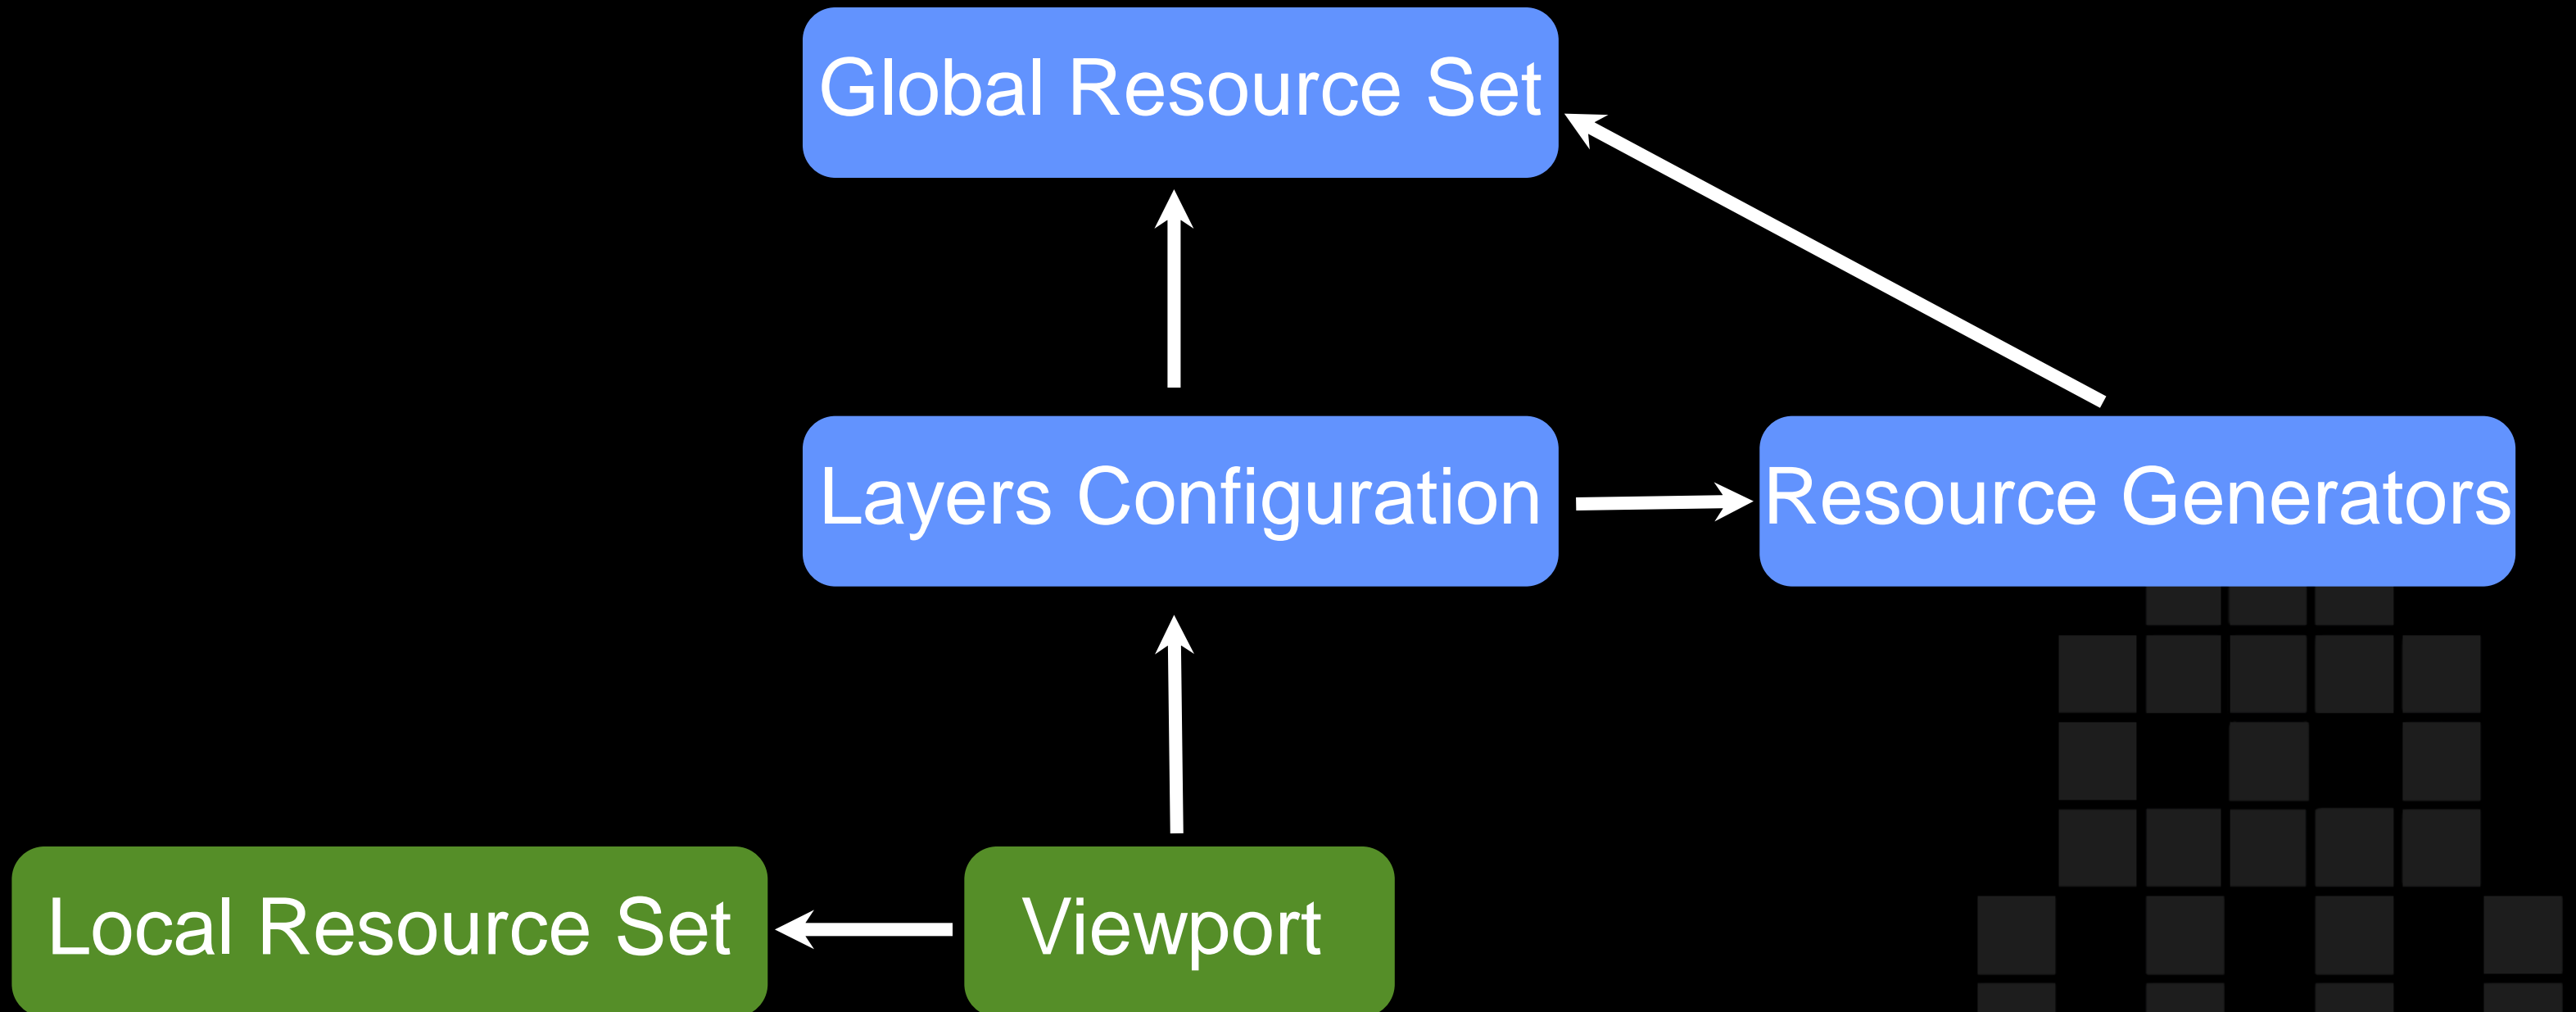 Global Resource Set
Layers Configuration
Resource Generators
Local Resource Set
Viewport